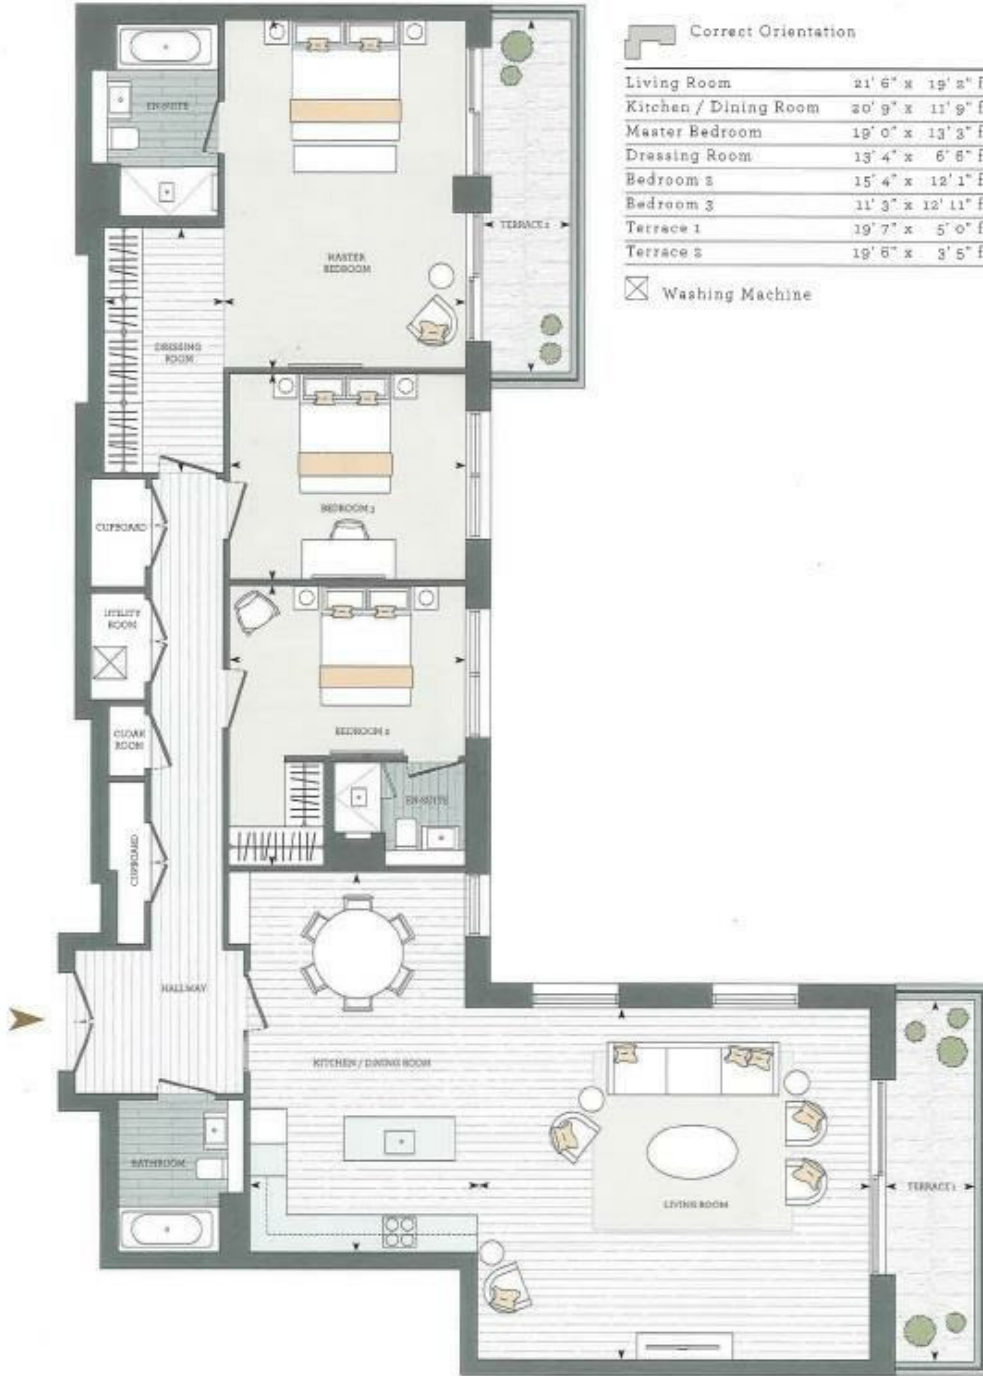 Correct Orientation
Living Room 21' 6" x 19' 2" f
Kitchen / Dining Room 20' 9" x 11' 9" f
Master Bedroom 19' 0" x 13' 3" f
Dressing Room 13' 4" x 6' 6" f
Bedroom 2 15' 4" x 12' 1" f
Bedroom 3 11' 3" x 12' 11" f
Terrace 1 19' 7" x 5' 0" f
Terrace 2 19' 6" x 3' 5" f
Washing Machine
EN-SUITE
TERRACE 2
MASTER
BEDROOM
DRESSING
ROOM
BEDROOM 3
CUPBOARD
UTILITY
ROOM
CLOAK
ROOM
BEDROOM 2
EN-SUITE
CUPBOARD
HALLWAY
KITCHEN / DINING ROOM
BATHROOM
LIVING ROOM
TERRACE 1